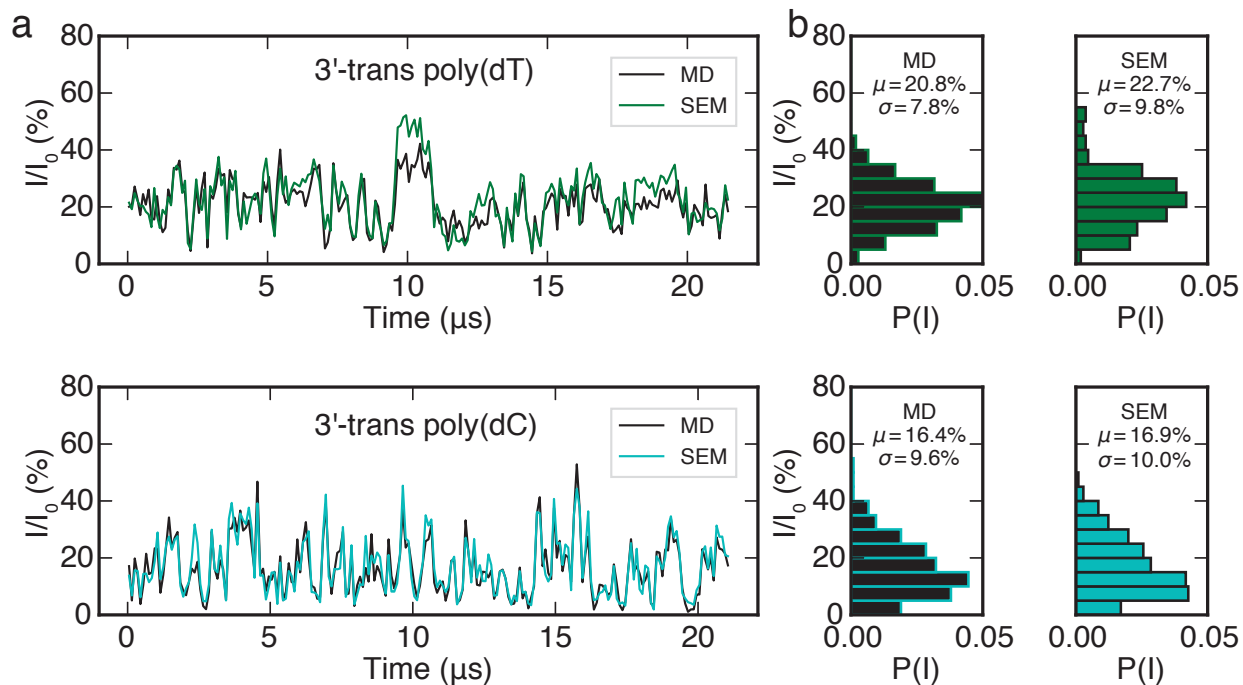 a
80
60
40
20
0
I/I0 (%)
3'-trans poly(dT)
MD
SEM
0 5 10 15 20
Time (μs)
b
80
60
40
20
0
I/I0 (%)
MD
μ=20.8%
σ=7.8%
0.00 0.05
P(I)
SEM
μ=22.7%
σ=9.8%
0.00 0.05
P(I)
80
60
40
20
0
I/I0 (%)
3'-trans poly(dC)
MD
SEM
0 5 10 15 20
Time (μs)
80
60
40
20
0
I/I0 (%)
MD
μ=16.4%
σ=9.6%
0.00 0.05
P(I)
SEM
μ=16.9%
σ=10.0%
0.00 0.05
P(I)